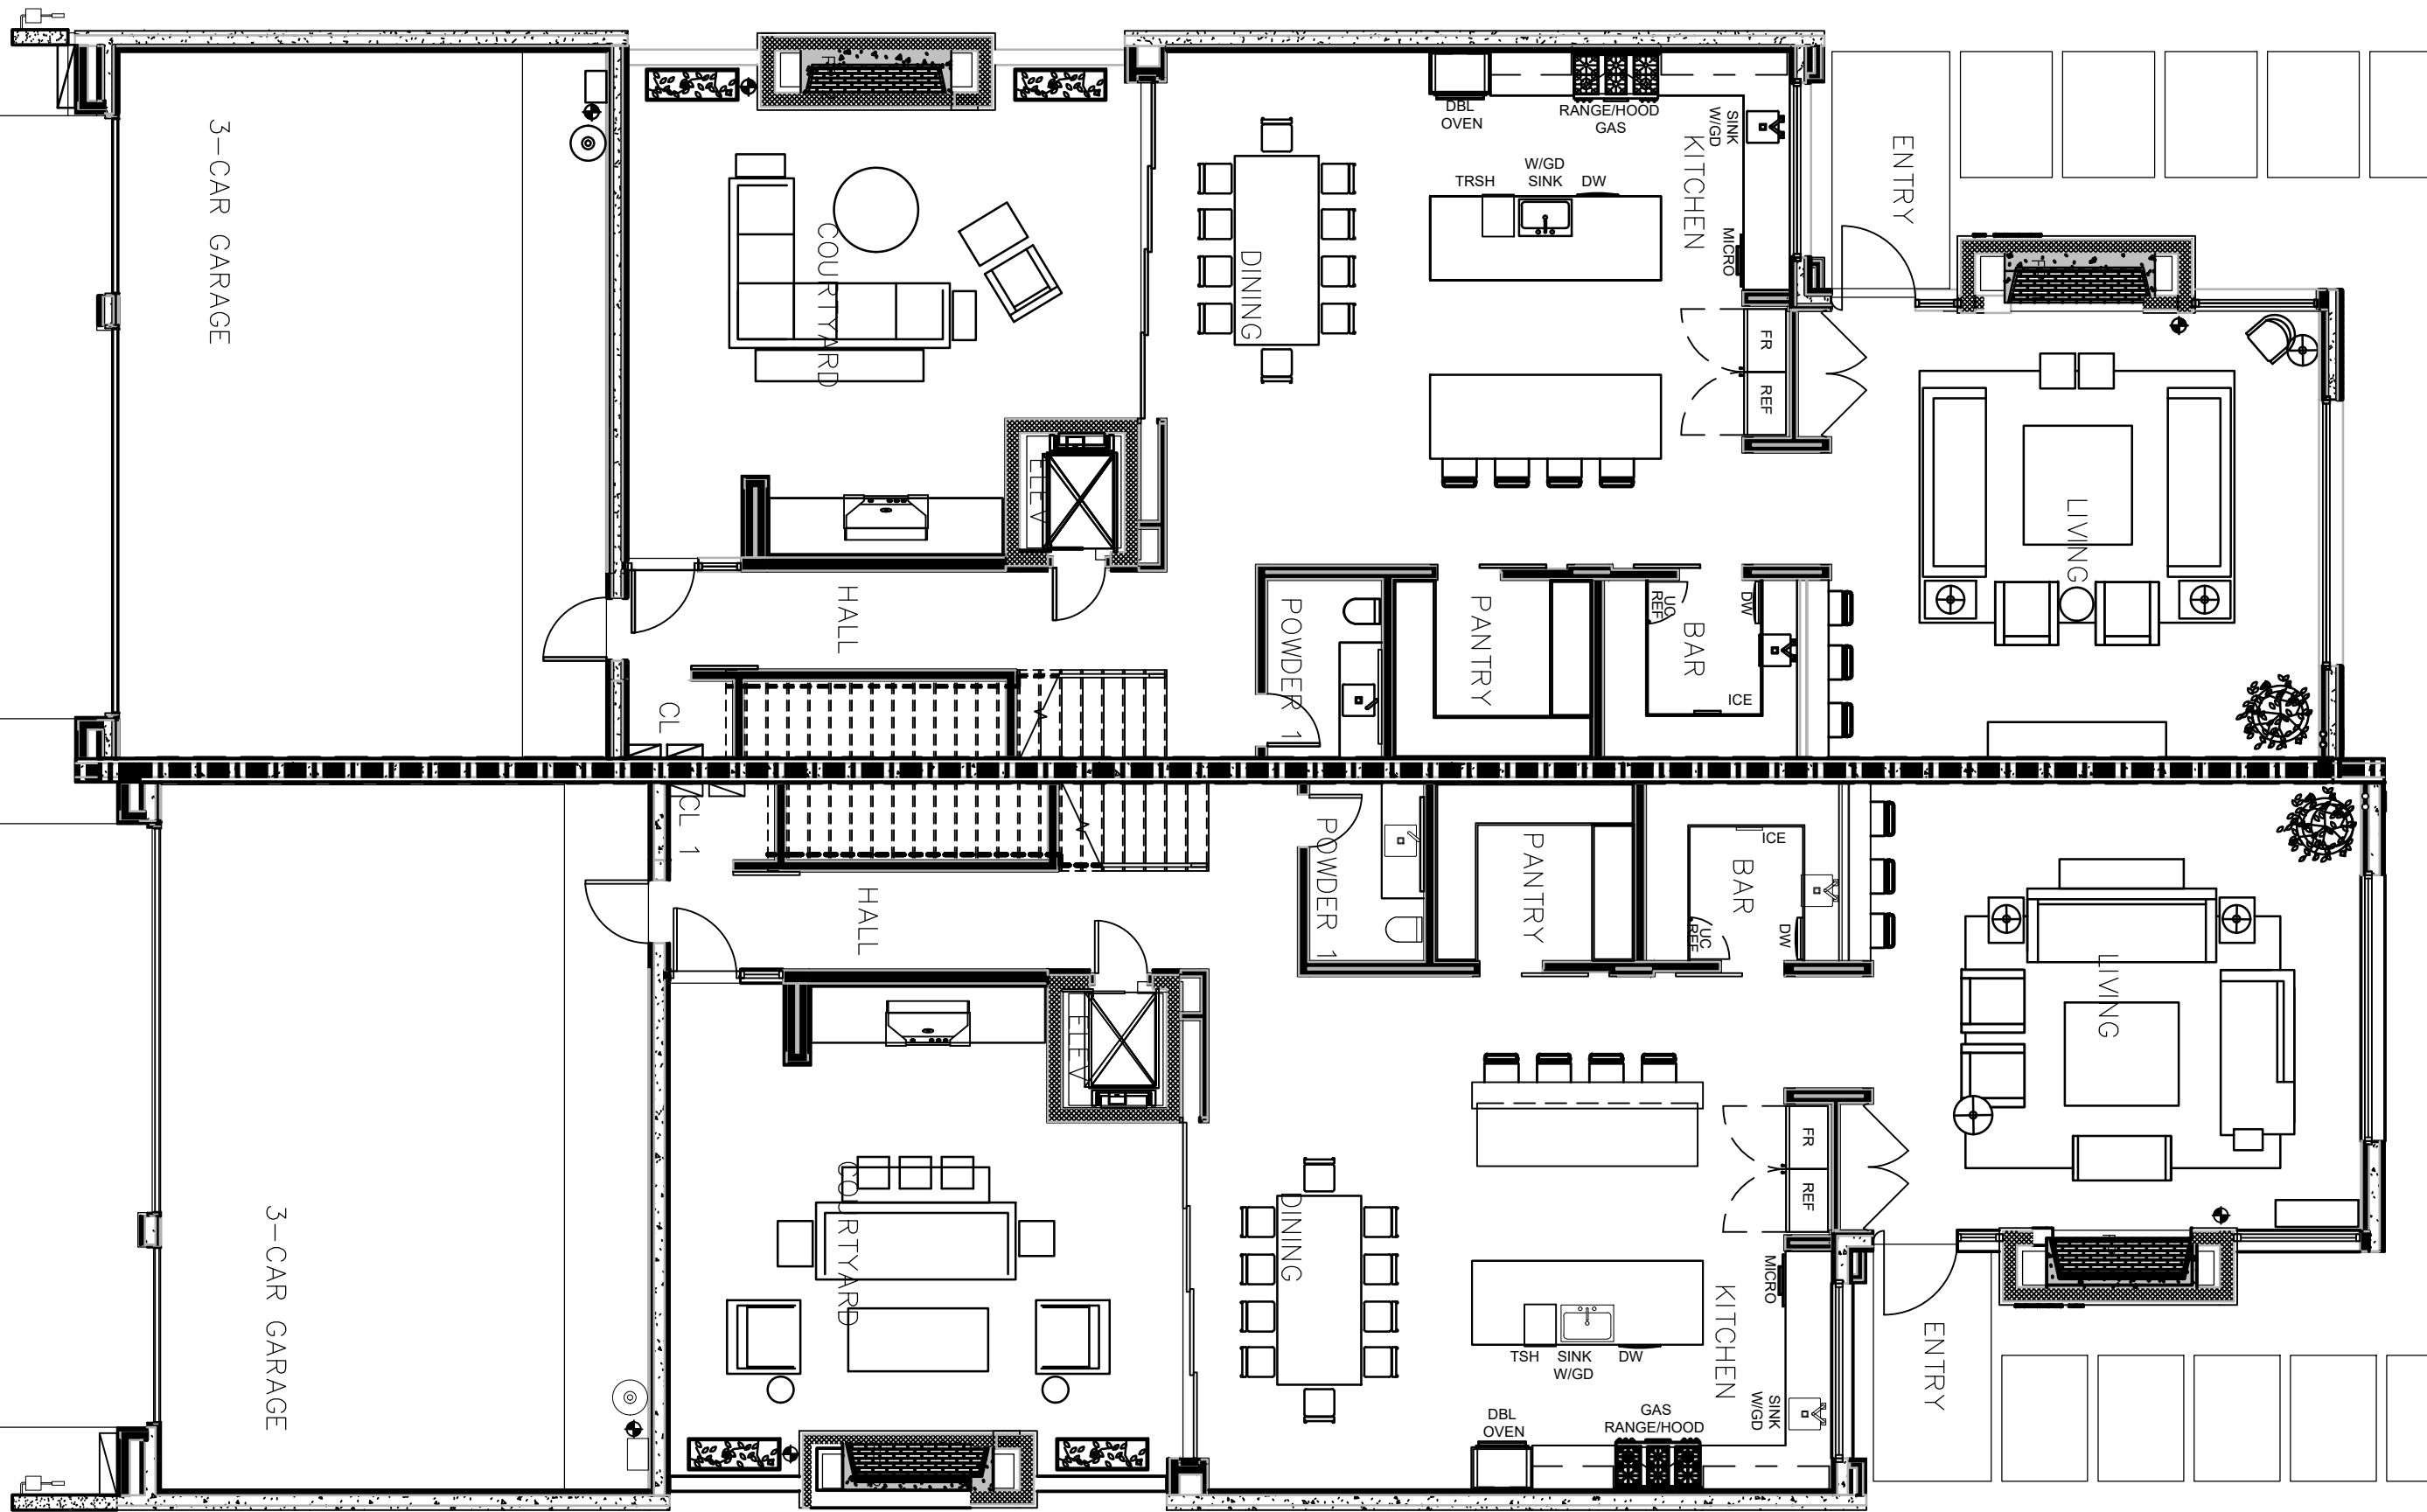 3-CAR GARAGE
COURTYARD
DINING
DBL
OVEN
RANGE/HOOD
GAS
SINK
W/GD
KITCHEN
MICRO
W/GD
TRSH
SINK
DW
ENTRY
FR
REF
LIVING
ELEV
HALL
CL
POWDER 1
PANTRY
UC
REF
BAR
DW
ICE
CL 1
HALL
POWDER 1
PANTRY
ICE
BAR
UC
REF
DW
LIVING
ELEV
COURTYARD
DINING
FR
REF
MICRO
KITCHEN
TSH
SINK
DW
W/GD
SINK
W/GD
DBL
OVEN
GAS
RANGE/HOOD
ENTRY
3-CAR GARAGE